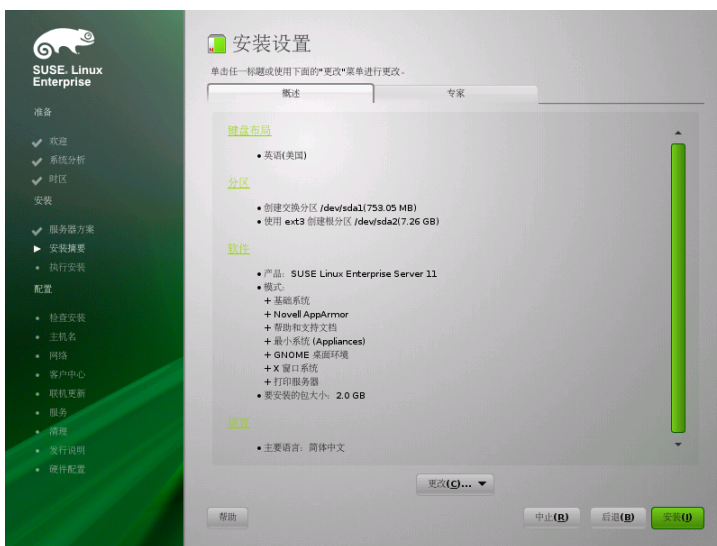 SUSE. Linux
Enterprise
准备
欢迎
系统分析
时区
安装
服务器方案
安装摘要
执行安装
配置
检查安装
主机名
网络
客户中心
联机更新
服务
清理
发行说明
硬件配置
安装设置
单击任一标题或使用下面的"更改"菜单进行更改。
概述
专家
键盘布局
• 英语(美国)
分区
• 创建交换分区 /dev/sda1(753.05 MB)
• 使用 ext3 创建根分区 /dev/sda2(7.26 GB)
软件
• 产品: SUSE Linux Enterprise Server 11
• 模式:
+ 基础系统
+ Novell AppArmor
+ 帮助和支持文档
+ 最小系统 (Appliances)
+ GNOME 桌面环境
+ X 窗口系统
+ 打印服务器
• 要安装的包大小: 2.0 GB
语言
• 主要语言: 简体中文
更改(C)...
帮助
中止(R)
后退(B)
安装(I)